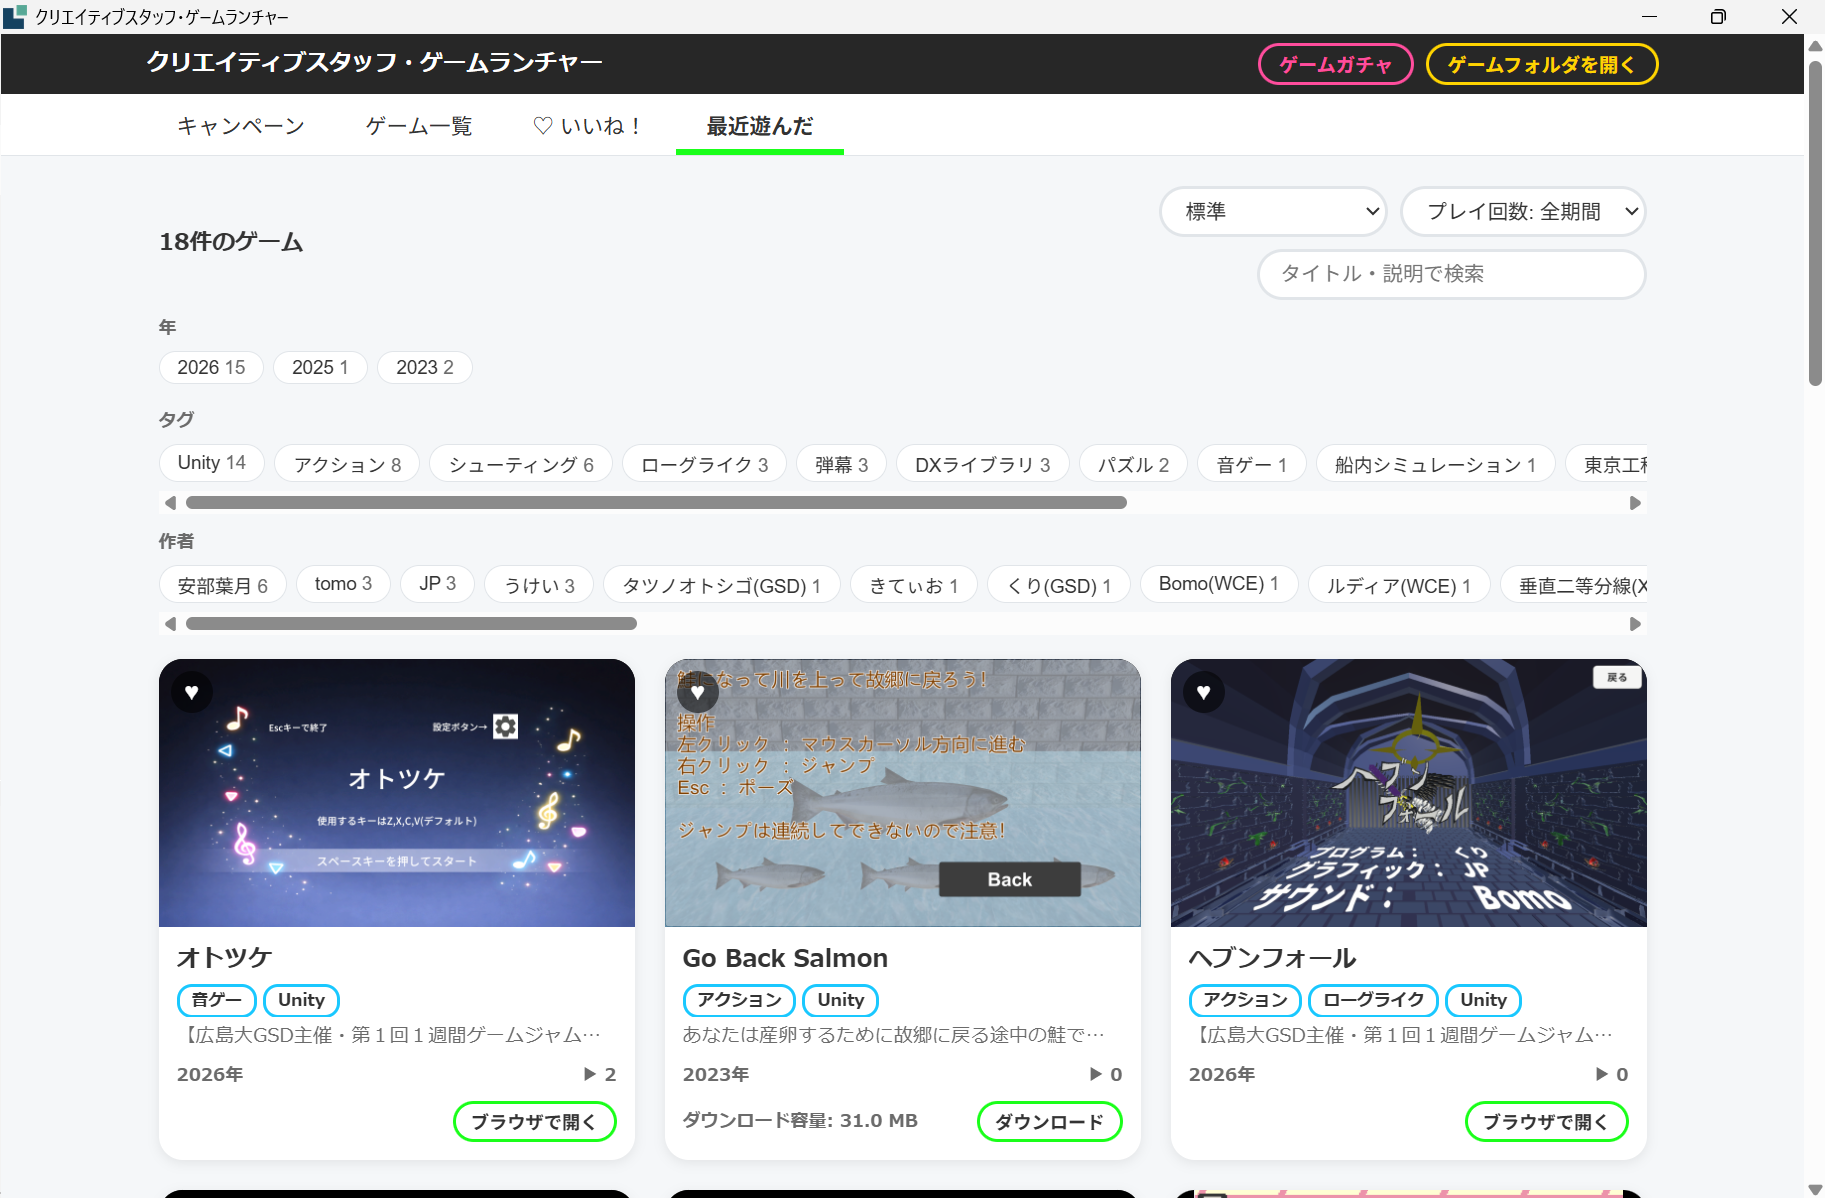 クリエイティブスタッフ・ゲームランチャー
クリエイティブスタッフ・ゲームランチャー
ゲームガチャ
ゲームフォルダを開く
キャンペーン
ゲーム一覧
♡ いいね！
最近遊んだ
標準
プレイ回数: 全期間
18件のゲーム
タイトル・説明で検索
年
2026 15
2025 1
2023 2
タグ
Unity 14
アクション 8
シューティング 6
ローグライク 3
弾幕 3
DXライブラリ 3
パズル 2
音ゲー 1
船内シミュレーション 1
東京工科
作者
安部葉月 6
tomo 3
JP 3
うけい 3
タツノオトシゴ(GSD) 1
きてぃお 1
くり(GSD) 1
Bomo(WCE) 1
ルディア(WCE) 1
垂直二等分線(X
Escキーで終了
設定ボタン→
オトツケ
使用するキーはZ,X,C,V(デフォルト)
スペースキーを押してスタート
鮭になって川を上って故郷に戻ろう!
操作
左クリック ： マウスカーソル方向に進む
右クリック ： ジャンプ
Esc ： ポーズ
ジャンプは連続してできないので注意!
Back
戻る
ヘブン
フォール
プログラム： くり
グラフィック： JP
サウンド： Bomo
オトツケ
音ゲー
Unity
【広島大GSD主催・第１回１週間ゲームジャム…
2026年
▶ 2
ブラウザで開く
Go Back Salmon
アクション
Unity
あなたは産卵するために故郷に戻る途中の鮭で…
2023年
▶ 0
ダウンロード容量: 31.0 MB
ダウンロード
ヘブンフォール
アクション
ローグライク
Unity
【広島大GSD主催・第１回１週間ゲームジャム…
2026年
▶ 0
ブラウザで開く